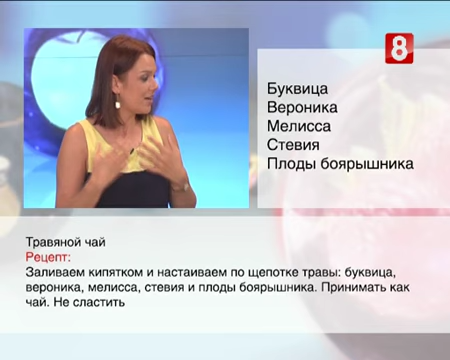 8
Буквица
Вероника
Мелисса
Стевия
Плоды боярышника
Травяной чай
Рецепт:
Заливаем кипятком и настаиваем по щепотке травы: буквица,
вероника, мелисса, стевия и плоды боярышника. Принимать как
чай. Не сластить